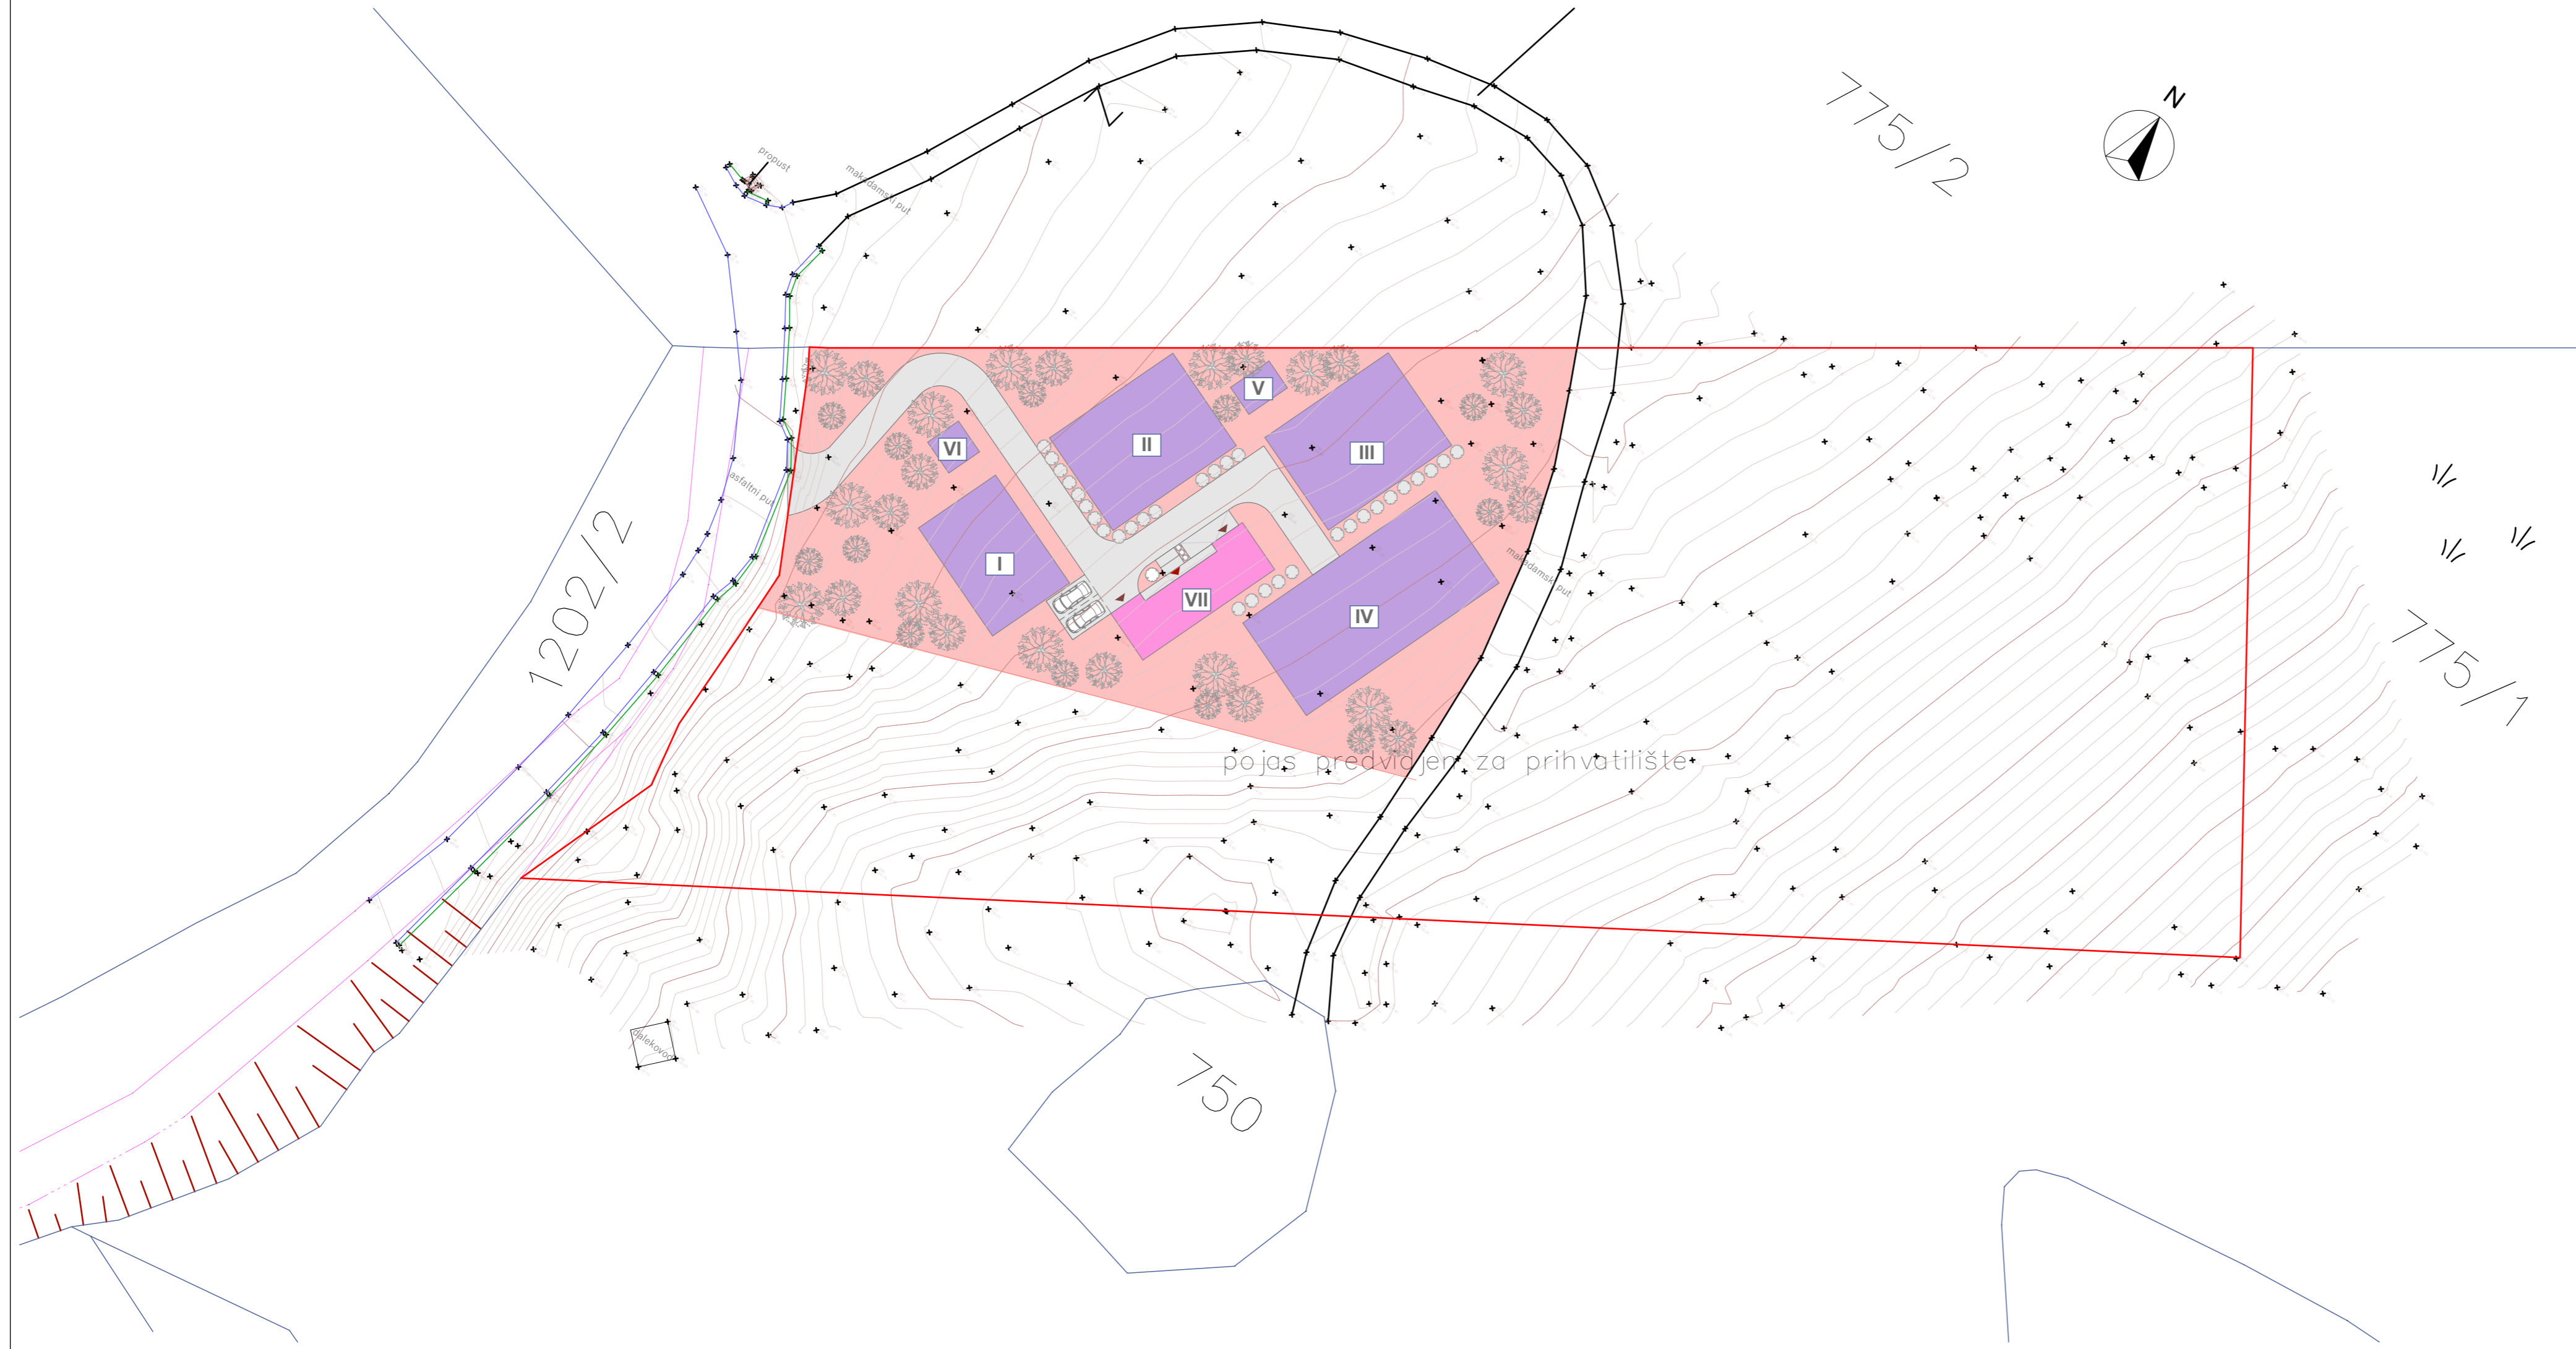 N
775/2
propust
makadamski put
V
II
VI
III
asfaltni put
1202/2
I
makadamski put
VII
IV
775/1
pojas predvidjen za prihvatilište
dalekovod
750